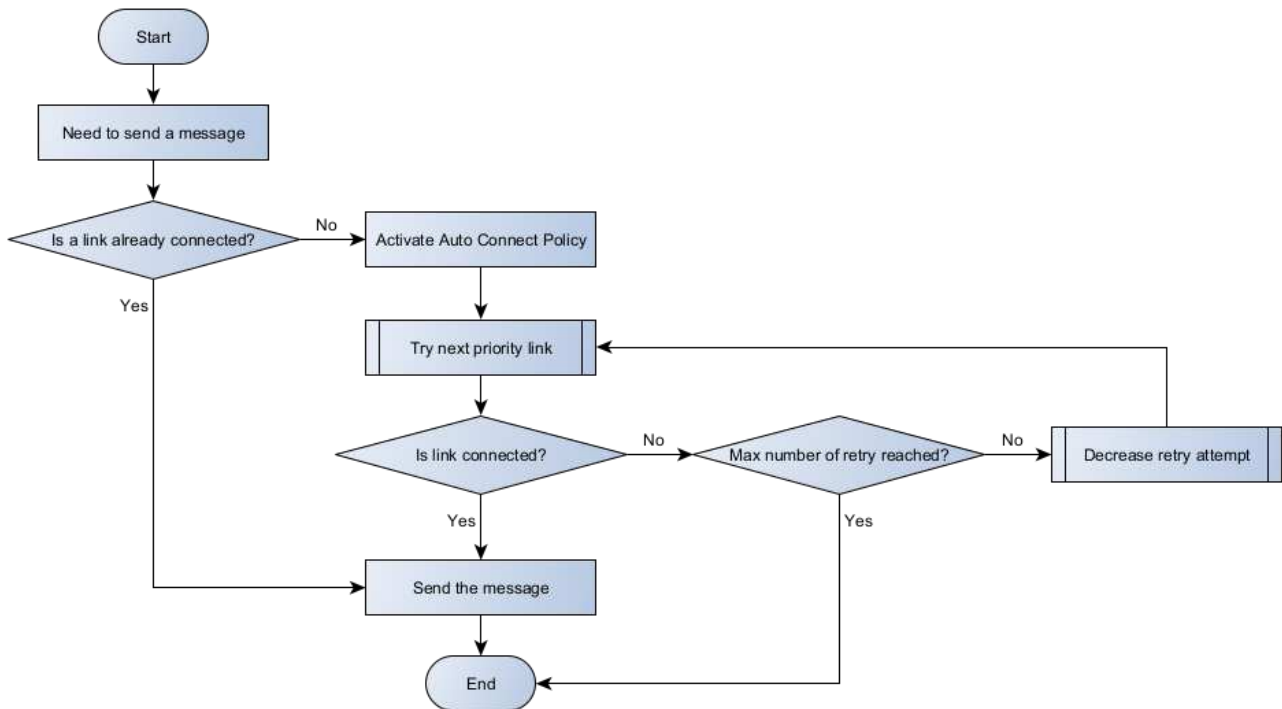 Start
Need to send a message
Is a link already connected?
No
Activate Auto Connect Policy
Yes
Try next priority link
Is link connected?
No
Max number of retry reached?
No
Decrease retry attempt
Yes
Yes
Send the message
End